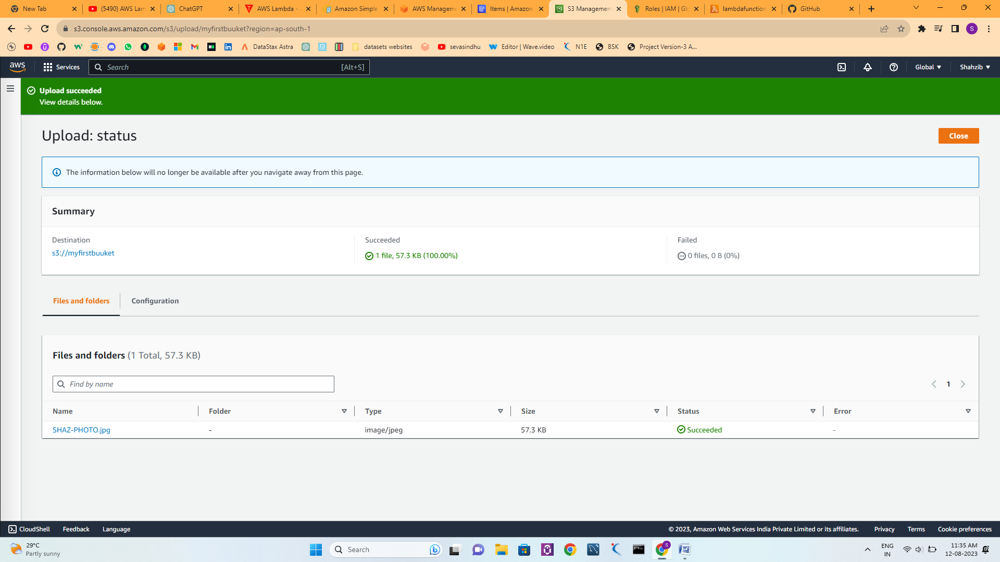 New Tab
(5490) AWS Lam
ChatGPT
AWS Lambda - J
Amazon Simple
AWS Manageme
Items | Amazon
S3 Management
Roles | IAM | Glo
lambdafunction
GitHub
s3.console.aws.amazon.com/s3/upload/myfirstbuuket?region=ap-south-1
S
DataStax Astra
datasets websites
sevasindhu
Editor | Wave.video
N1E
BSK
Project Version-3 A...
aws
Services
Search
[Alt+S]
Global
Shahzib
Upload succeeded
View details below.
Upload: status
Close
The information below will no longer be available after you navigate away from this page.
Summary
Destination
s3://myfirstbuuket
Succeeded
1 file, 57.3 KB (100.00%)
Failed
0 files, 0 B (0%)
Files and folders
Configuration
Files and folders (1 Total, 57.3 KB)
Find by name
1
Name
Folder
Type
Size
Status
Error
SHAZ-PHOTO.jpg
-
image/jpeg
57.3 KB
Succeeded
-
CloudShell
Feedback
Language
© 2023, Amazon Web Services India Private Limited or its affiliates.
Privacy
Terms
Cookie preferences
29°C
Partly sunny
Search
S
ENG
IN
11:35 AM
12-08-2023